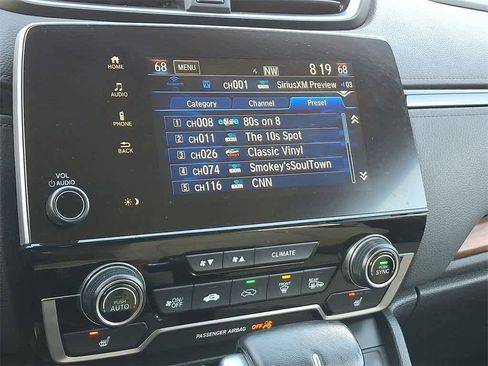 HOME
68 MENU NW 8 19 68
CH001 SiriusXM Preview 03
AUDIO
Category Channel Preset
1 CH008 80s on 8
PHONE
2 CH011 The 10s Spot
3 CH026 Classic Vinyl
BACK
4 CH074 Smokey'sSoulTown
5 CH116 CNN
VOL
AUDIO
CLIMATE
PUSH AUTO
ON/OFF
FRONT
REAR
PUSH SYNC
PASSENGER AIRBAG OFF